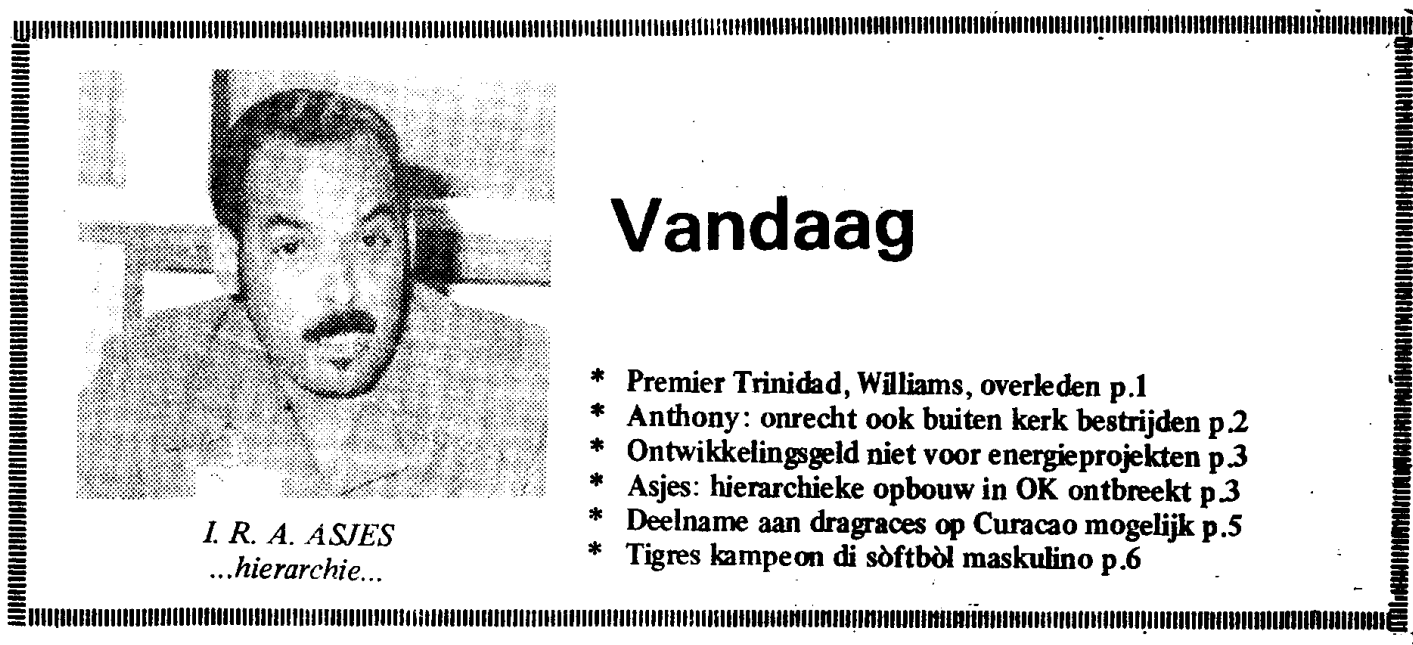 Vandaag
* Premier Trinidad, Williams, overleden p.1
* Anthony: onrecht ook buiten kerk bestrijden p.2
* Ontwikkelingsgeld niet voor energieprojekten p.3
* Asjes: hierarchieke opbouw in OK ontbreekt p.3
* Deelname aan dragraces op Curacao mogelijk p.5
* Tigres kampeon di sòftbòl maskulino p.6
I. R. A. ASJES
...hierarchie...